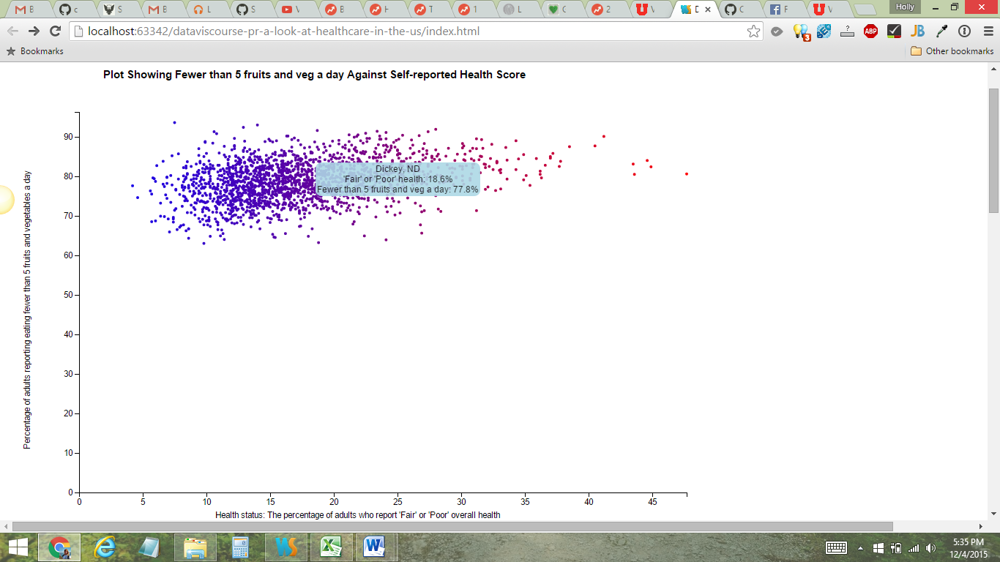 M B
c
S
M B
L
S
V
B
H
T
1
L
C
2
V
E
C
F
V
Holly
localhost:63342/dataviscourse-pr-a-look-at-healthcare-in-the-us/index.html
3
?
ABP
JB
Bookmarks
Other bookmarks
Plot Showing Fewer than 5 fruits and veg a day Against Self-reported Health Score
Percentage of adults reporting eating fewer than 5 fruits and vegetables a day
90
80
70
60
50
40
30
20
10
0
Dickey, ND
'Fair' or 'Poor' health: 18.6%
Fewer than 5 fruits and veg a day: 77.8%
0 5 10 15 20 25 30 35 40 45
Health status: The percentage of adults who report 'Fair' or 'Poor' overall health
5:35 PM
12/4/2015